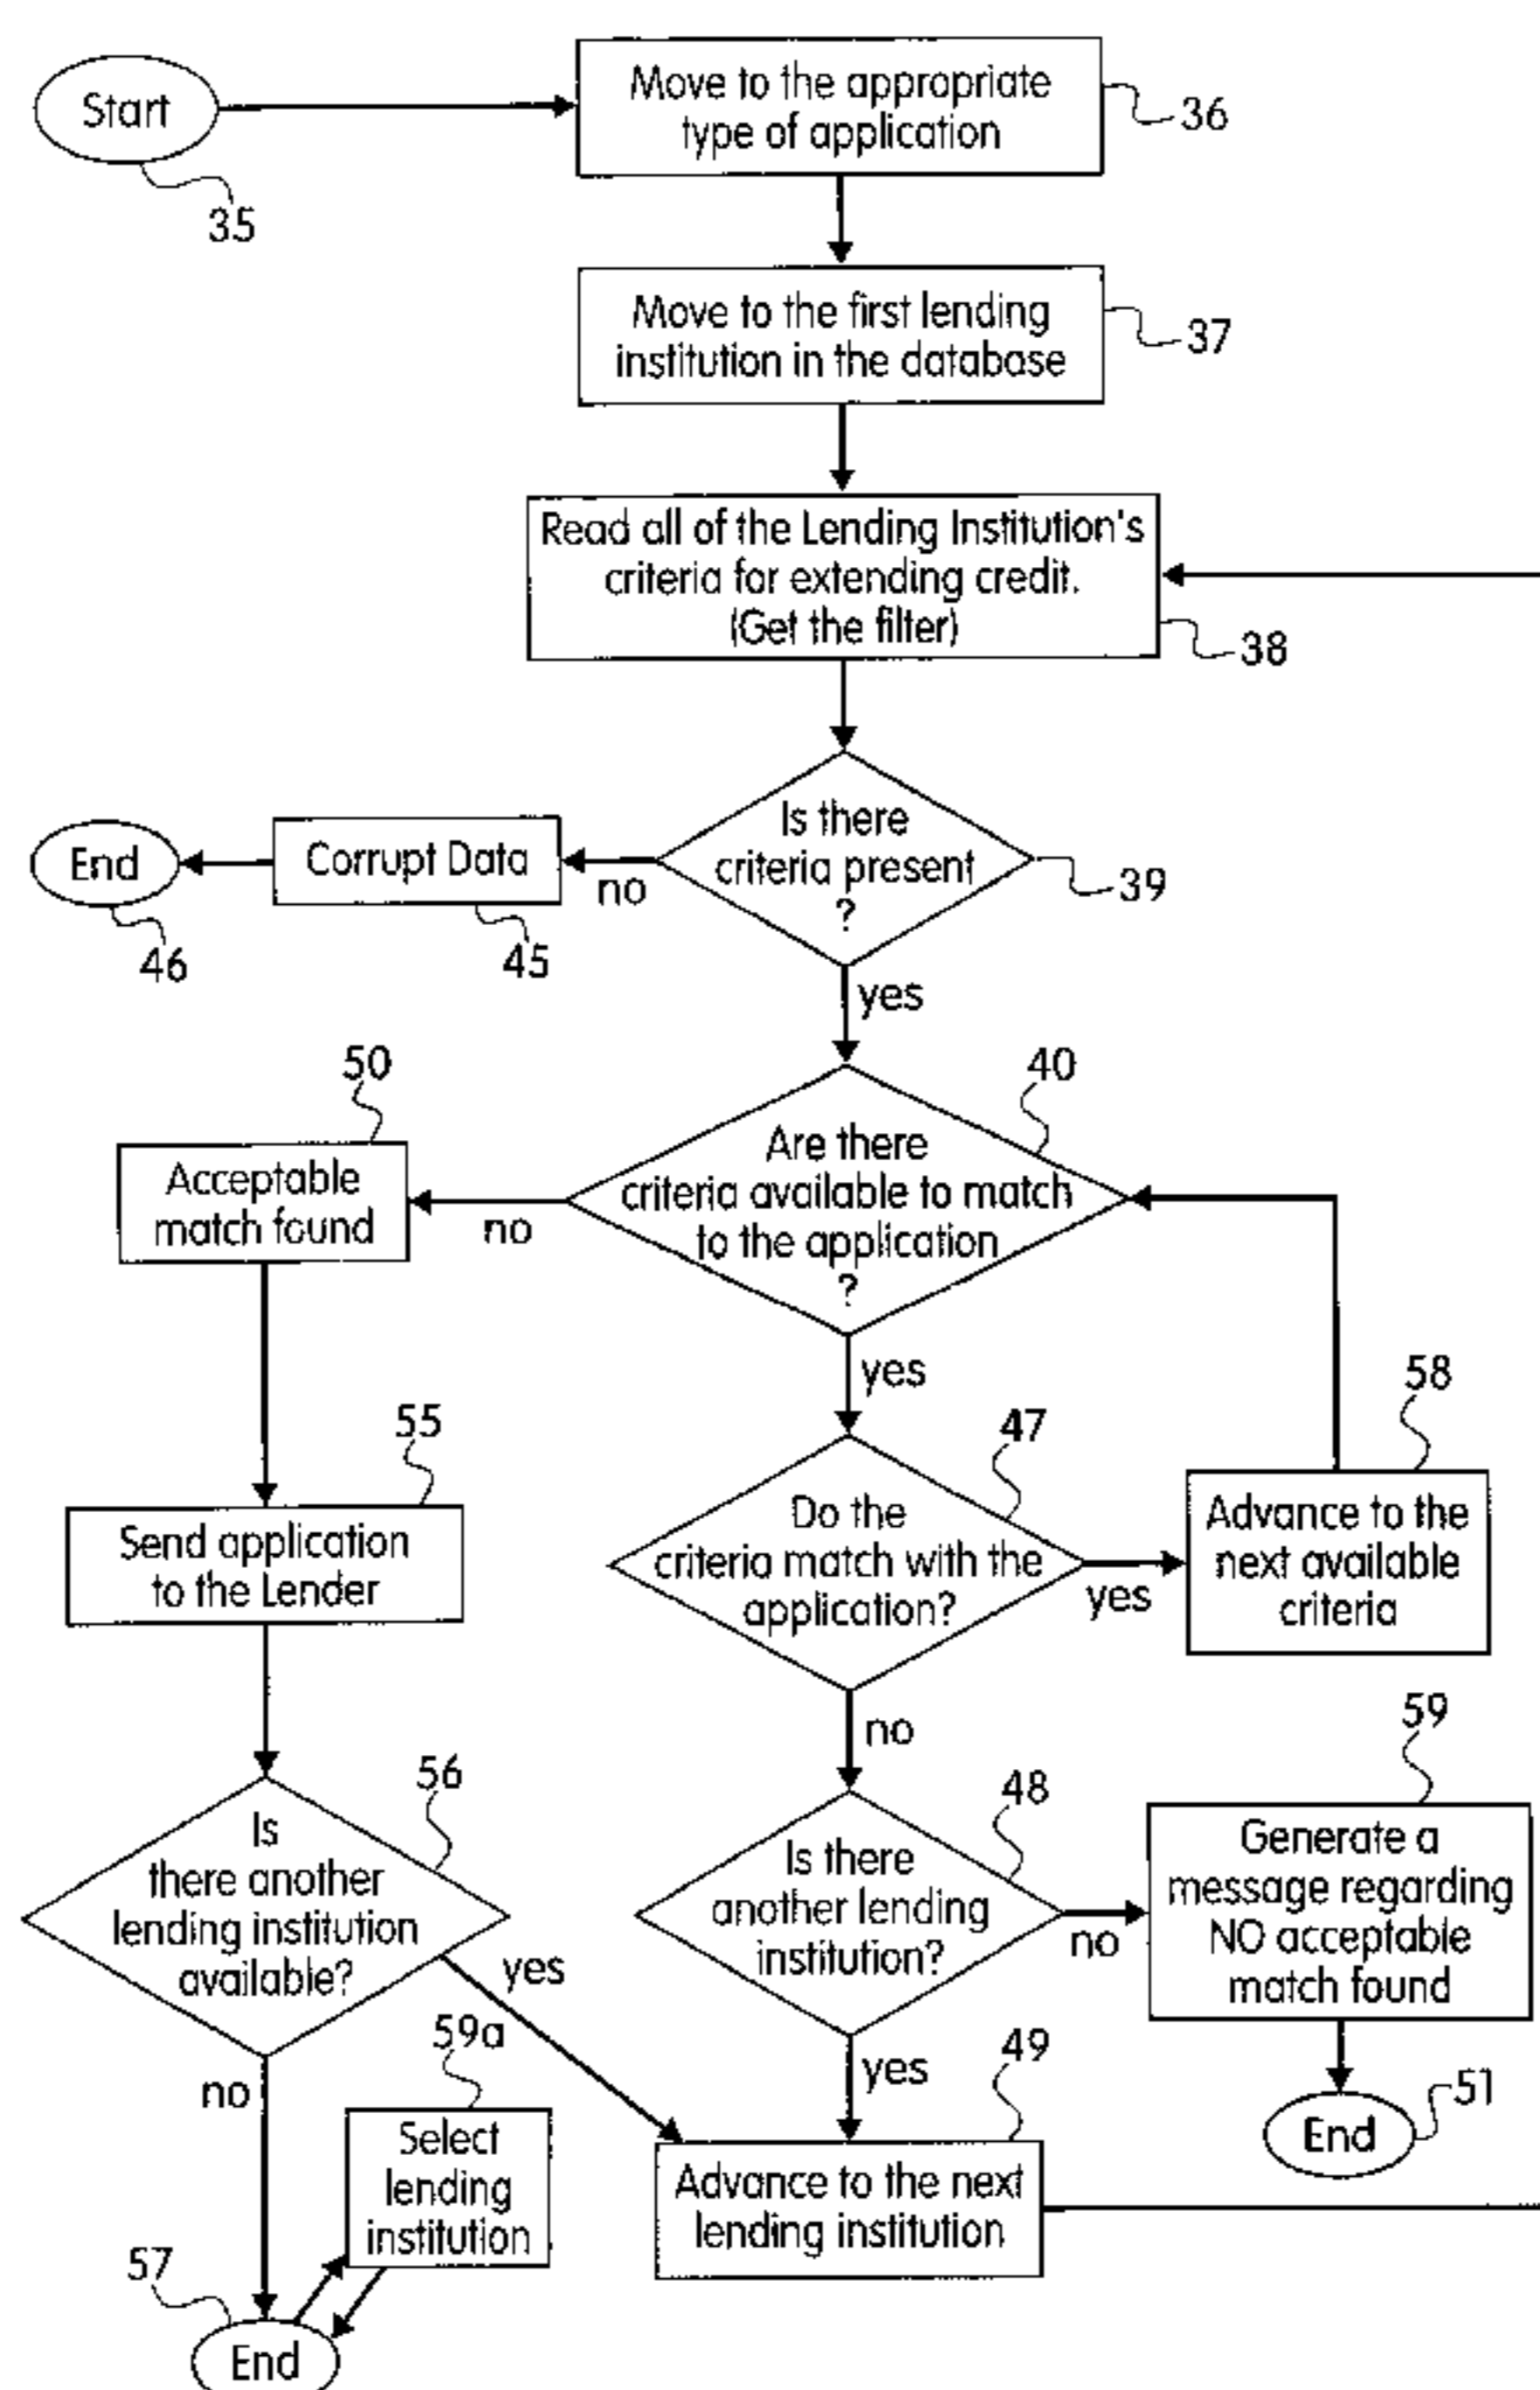 Start
35
Move to the appropriate
type of application
36
Move to the first lending
institution in the database
37
Read all of the Lending Institution's
criteria for extending credit.
(Get the filter)
38
Is there
criteria present
?
39
no
Corrupt Data
45
End
46
yes
Are there
criteria available to match
to the application
?
40
no
Acceptable
match found
50
yes
Send application
to the Lender
55
Do the
criteria match with the
application?
47
yes
Advance to the
next available
criteria
58
no
Is
there another
lending institution
available?
56
yes
no
Is there
another lending
institution?
48
no
Generate a
message regarding
NO acceptable
match found
59
yes
End
51
Select
lending
institution
59a
Advance to the next
lending institution
49
End
57